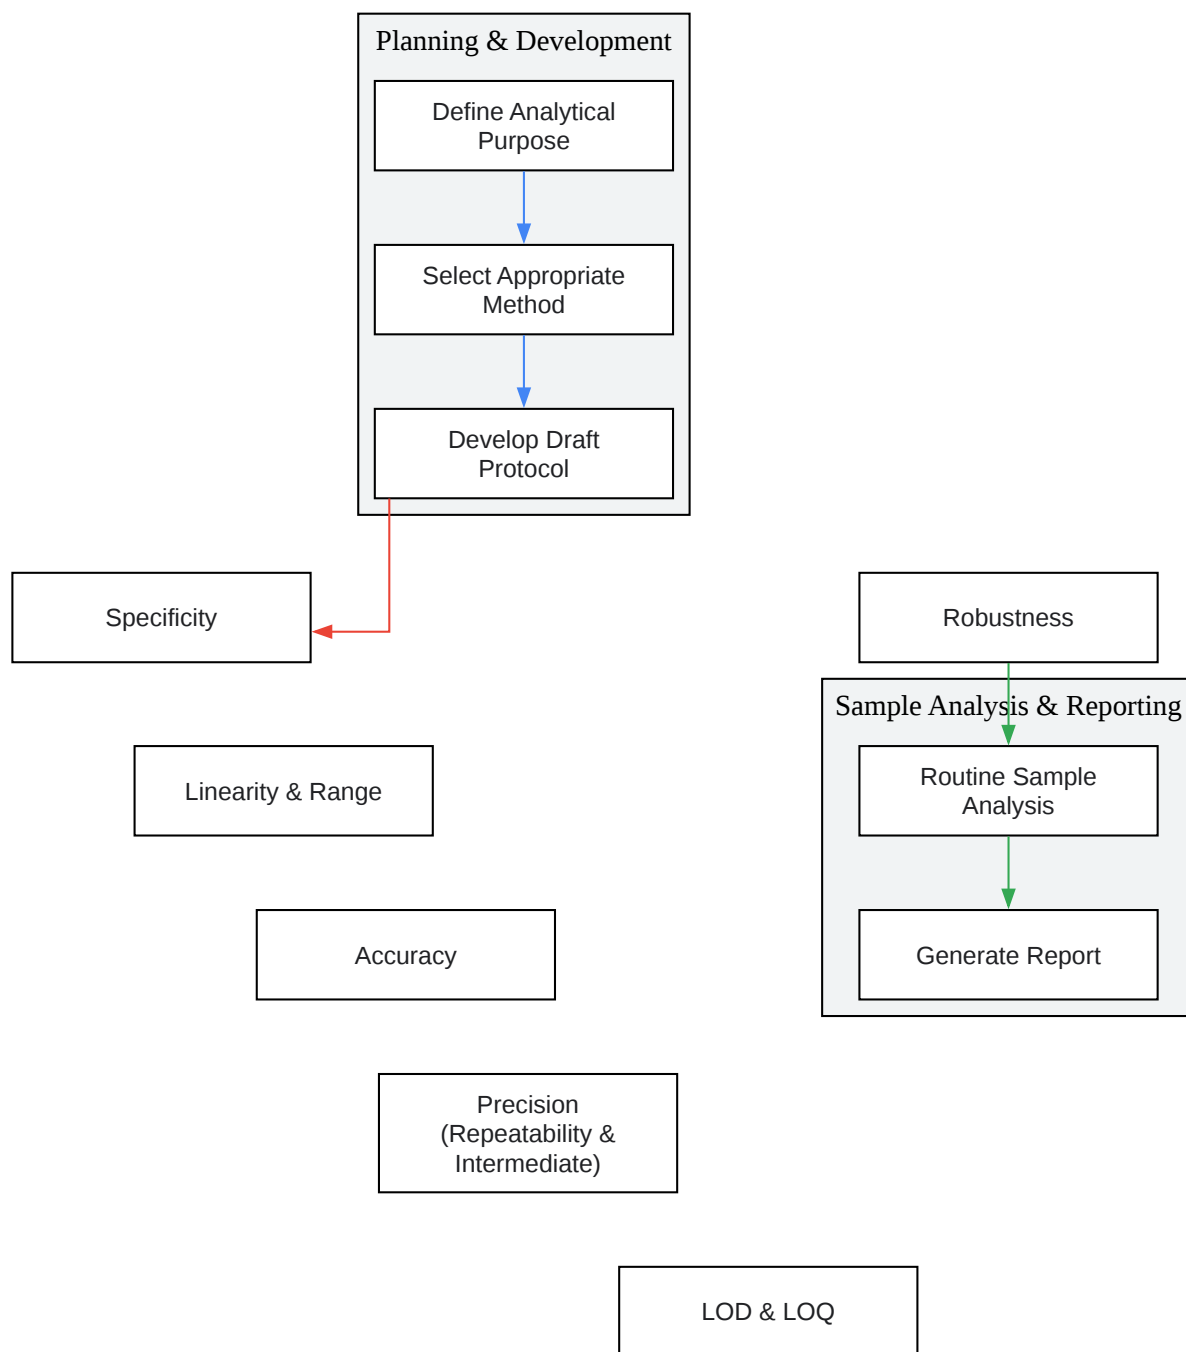 Planning & Development
Define Analytical
Purpose
Select Appropriate
Method
Develop Draft
Protocol
Specificity
Robustness
Sample Analysis & Reporting
Linearity & Range
Routine Sample
Analysis
Accuracy
Generate Report
Precision
(Repeatability &
Intermediate)
LOD & LOQ